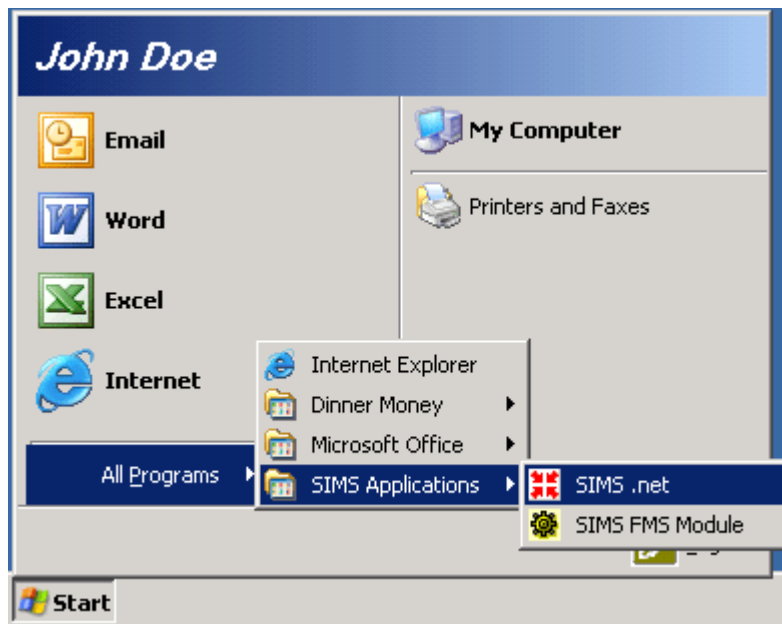 John Doe
Email
Word
Excel
Internet
My Computer
Printers and Faxes
All Programs
Internet Explorer
Dinner Money
Microsoft Office
SIMS Applications
SIMS .net
SIMS FMS Module
Start